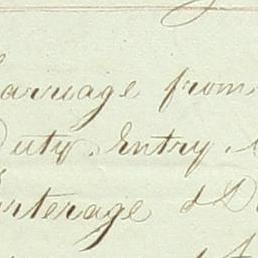 Carriage from
Duty, Entry,
Porterage &